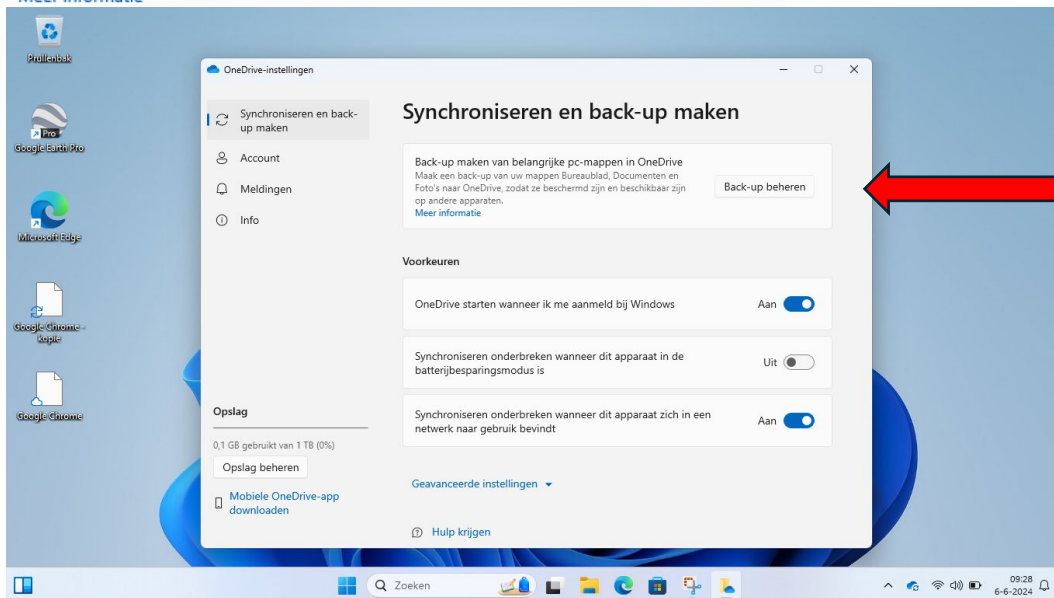 Meer informatie
Prullenbak
Pro
Google Earth Pro
Microsoft Edge
Google Chrome -
kopie
Google Chrome
OneDrive-instellingen
Synchroniseren en back-
up maken
Account
Meldingen
Info
Opslag
0,1 GB gebruikt van 1 TB (0%)
Opslag beheren
Mobiele OneDrive-app
downloaden
Synchroniseren en back-up maken
Back-up maken van belangrijke pc-mappen in OneDrive
Maak een back-up van uw mappen Bureaublad, Documenten en
Foto's naar OneDrive, zodat ze beschermd zijn en beschikbaar zijn
op andere apparaten.
Meer informatie
Back-up beheren
Voorkeuren
OneDrive starten wanneer ik me aanmeld bij Windows
Aan
Synchroniseren onderbreken wanneer dit apparaat in de
batterijbesparingsmodus is
Uit
Synchroniseren onderbreken wanneer dit apparaat zich in een
netwerk naar gebruik bevindt
Aan
Geavanceerde instellingen
Hulp krijgen
Zoeken
09:28
6-6-2024